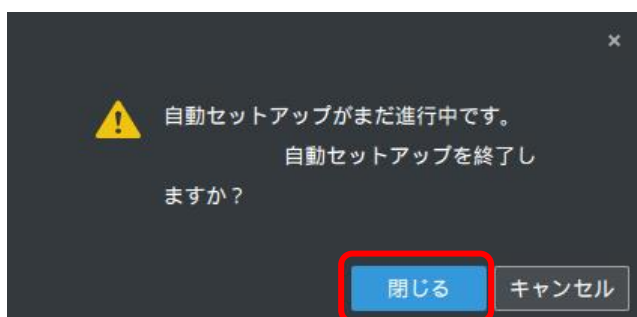 自動セットアップがまだ進行中です。
自動セットアップを終了し
ますか？
閉じる
キャンセル